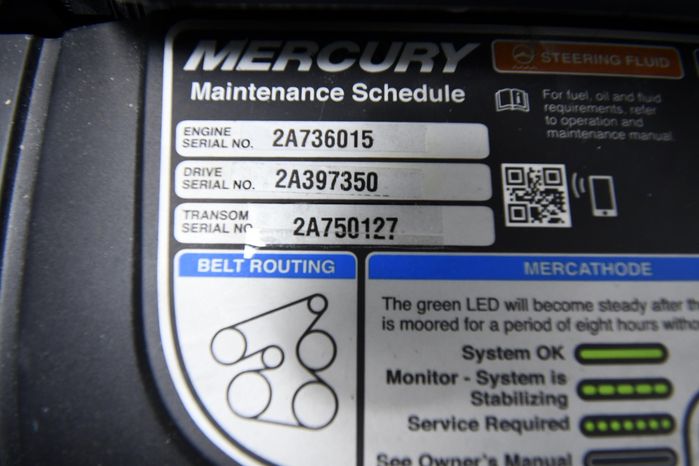 MERCURY
Maintenance Schedule
STEERING FLUID
For fuel, oil and fluid
requirements, refer
to operation and
maintenance manual.
ENGINE
SERIAL NO. 2A736015
DRIVE
SERIAL NO. 2A397350
TRANSOM
SERIAL NO 2A750127
BELT ROUTING
MERCATHODE
The green LED will become steady after
is moored for a period of eight hours
System OK
Monitor - System is
Stabilizing
Service Required
See Owner's Manual